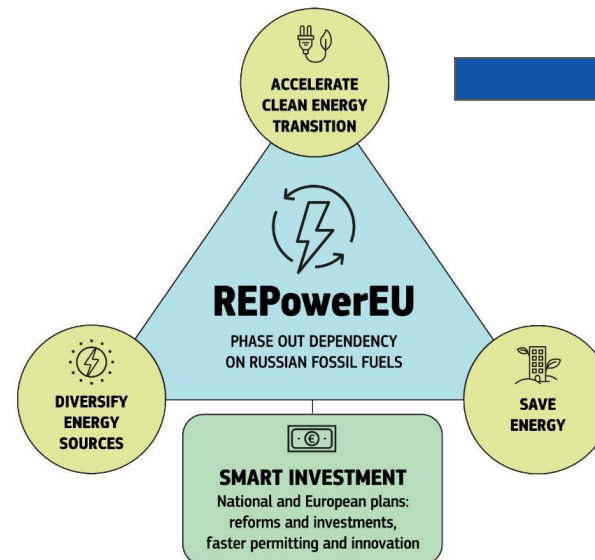 ACCELERATE
CLEAN ENERGY
TRANSITION
REPowerEU
PHASE OUT DEPENDENCY
ON RUSSIAN FOSSIL FUELS
DIVERSIFY
ENERGY
SOURCES
SAVE
ENERGY
€
SMART INVESTMENT
National and European plans:
reforms and investments,
faster permitting and innovation